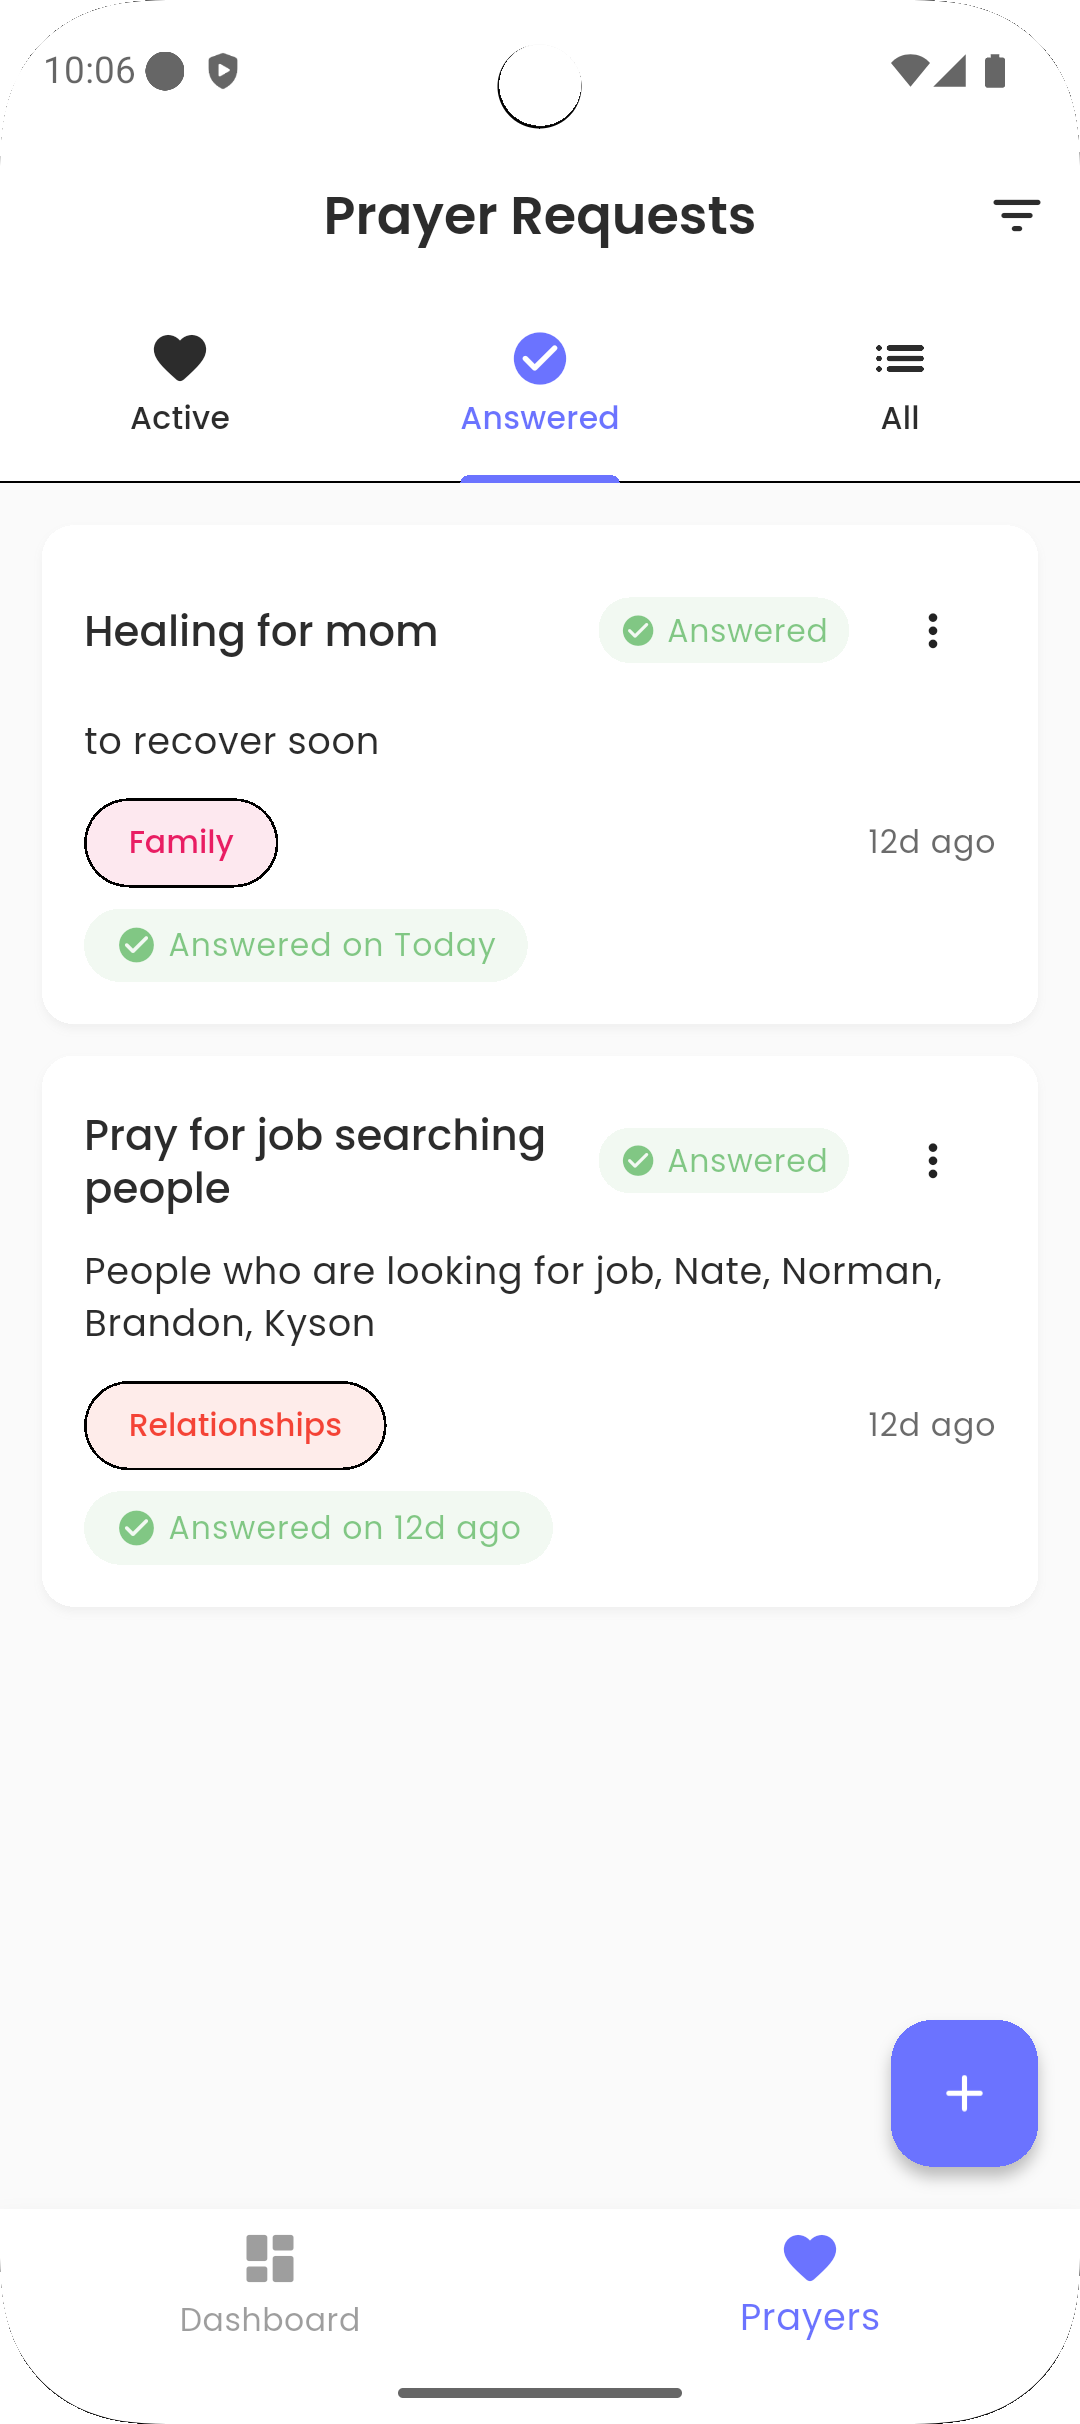 10:06
Prayer Requests
Active
Answered
All
Healing for mom
Answered
to recover soon
Family
12d ago
Answered on Today
Pray for job searching
people
Answered
People who are looking for job, Nate, Norman,
Brandon, Kyson
Relationships
12d ago
Answered on 12d ago
Dashboard
Prayers